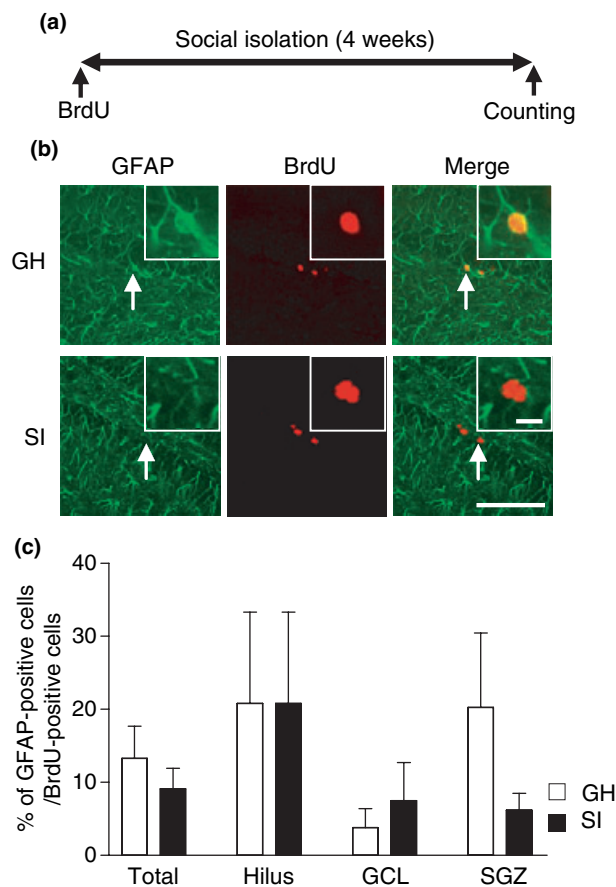 (a)
Social isolation (4 weeks)
BrdU
Counting
(b)
GFAP BrdU Merge
GH
SI
(c)
% of GFAP-positive cells
/BrdU-positive cells
40
30
20
10
0
Total Hilus GCL SGZ
GH
SI